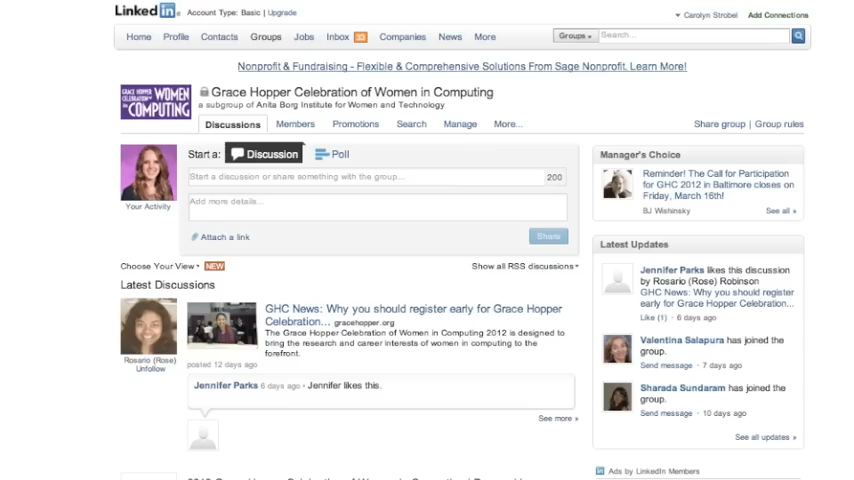 Linked in Account Type: Basic | Upgrade
Carolyn Strobel Add Connections
Home Profile Contacts Groups Jobs Inbox 33 Companies News More
Groups Search...
Nonprofit & Fundraising - Flexible & Comprehensive Solutions From Sage Nonprofit. Learn More!
GRACE HOPPER
CELEBRATION OF
WOMEN
IN
COMPUTING
Grace Hopper Celebration of Women in Computing
a subgroup of Anita Borg Institute for Women and Technology
Discussions Members Promotions Search Manage More...
Share group | Group rules
Your Activity
Start a: Discussion Poll
Start a discussion or share something with the group...
200
Add more details...
Attach a link
Share
Choose Your View NEW
Show all RSS discussions
Latest Discussions
Rosario (Rose)
Unfollow
GHC News: Why you should register early for Grace Hopper
Celebration... gracehopper.org
The Grace Hopper Celebration of Women in Computing 2012 is designed to
bring the research and career interests of women in computing to the
forefront.
posted 12 days ago
Jennifer Parks 6 days ago • Jennifer likes this.
See more »
Manager's Choice
Reminder! The Call for Participation
for GHC 2012 in Baltimore closes on
Friday, March 16th!
BJ Wishinsky See all »
Latest Updates
Jennifer Parks likes this discussion
by Rosario (Rose) Robinson
GHC News: Why you should register
early for Grace Hopper Celebration...
Like (1) · 6 days ago
Valentina Salapura has joined the
group.
Send message · 7 days ago
Sharada Sundaram has joined the
group.
Send message · 10 days ago
See all updates »
in Ads by LinkedIn Members